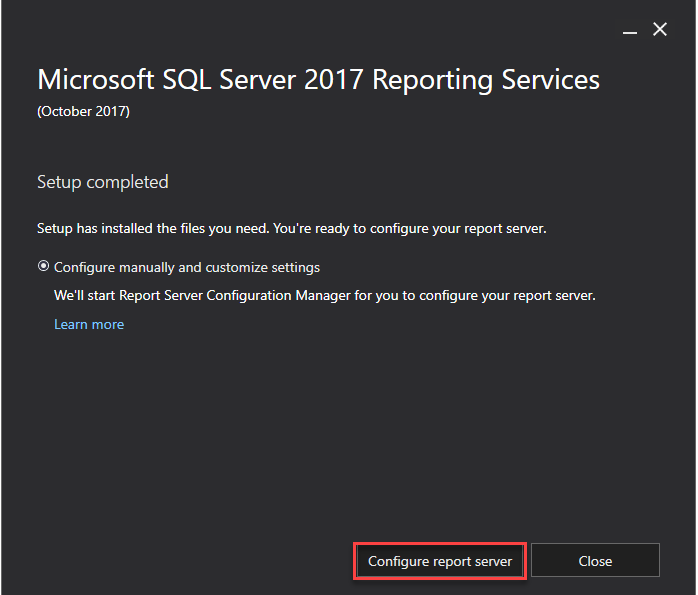 Microsoft SQL Server 2017 Reporting Services
(October 2017)
Setup completed
Setup has installed the files you need. You're ready to configure your report server.
Configure manually and customize settings
We'll start Report Server Configuration Manager for you to configure your report server.
Learn more
Configure report server
Close